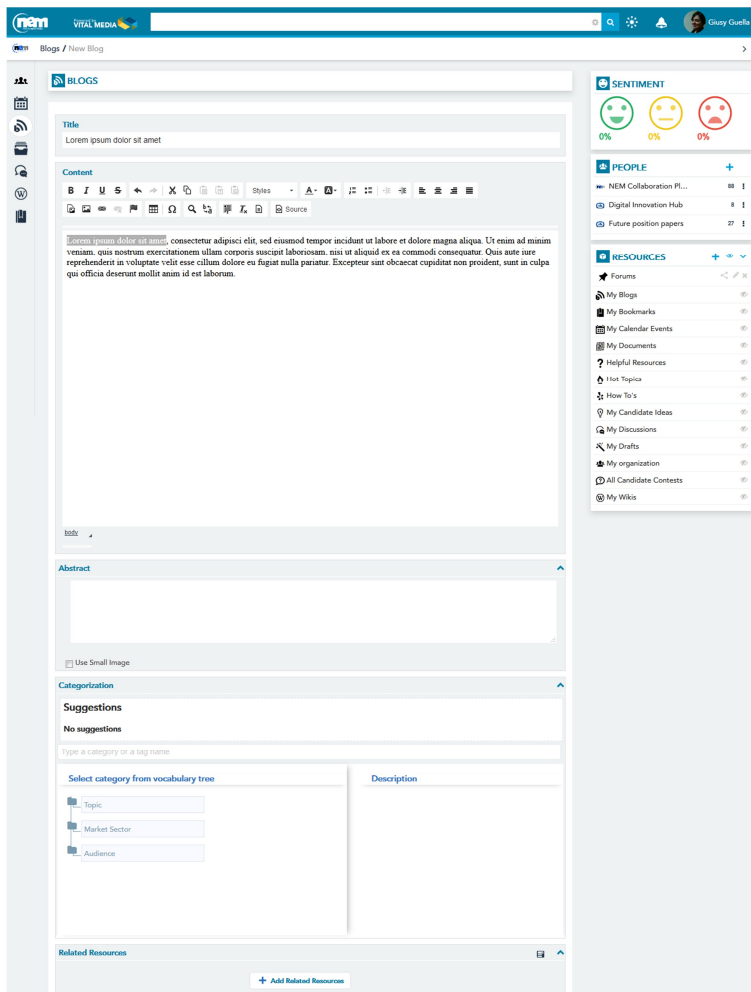 nem
Powered by
VITAL MEDIA
Giusy Guella
nem Blogs / New Blog
BLOGS
Title
Lorem ipsum dolor sit amet
Content
B I U S Styles A A
Source
Lorem ipsum dolor sit amet, consectetur adipisci elit, sed eiusmod tempor incidunt ut labore et dolore magna aliqua. Ut enim ad minim
veniam, quis nostrum exercitationem ullam corporis suscipit laboriosam, nisi ut aliquid ex ea commodi consequatur. Quis aute iure
reprehenderit in voluptate velit esse cillum dolore eu fugiat nulla pariatur. Excepteur sint obcaecat cupiditat non proident, sunt in culpa
qui officia deserunt mollit anim id est laborum.
body
Abstract
Use Small Image
Categorization
Suggestions
No suggestions
Type a category or a tag name
Select category from vocabulary tree
Topic
Market Sector
Audience
Description
Related Resources
+ Add Related Resources
SENTIMENT
0% 0% 0%
PEOPLE +
NEM Collaboration Pl... 88
Digital Innovation Hub 8
Future position papers 27
RESOURCES +
Forums
My Blogs
My Bookmarks
My Calendar Events
My Documents
Helpful Resources
Hot Topics
How To's
My Candidate Ideas
My Discussions
My Drafts
My organization
All Candidate Contests
My Wikis